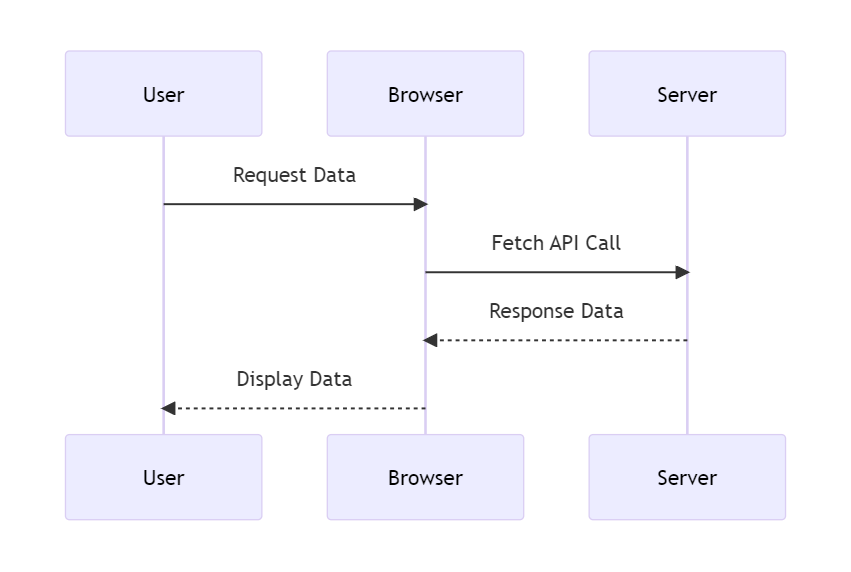 User
Browser
Server
Request Data
Fetch API Call
Response Data
Display Data
User
Browser
Server